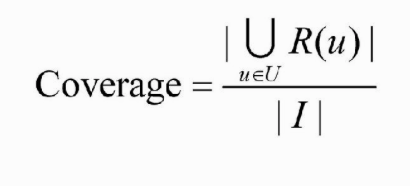 Coverage = | ⋃ R(u) |
u∈U
| I |